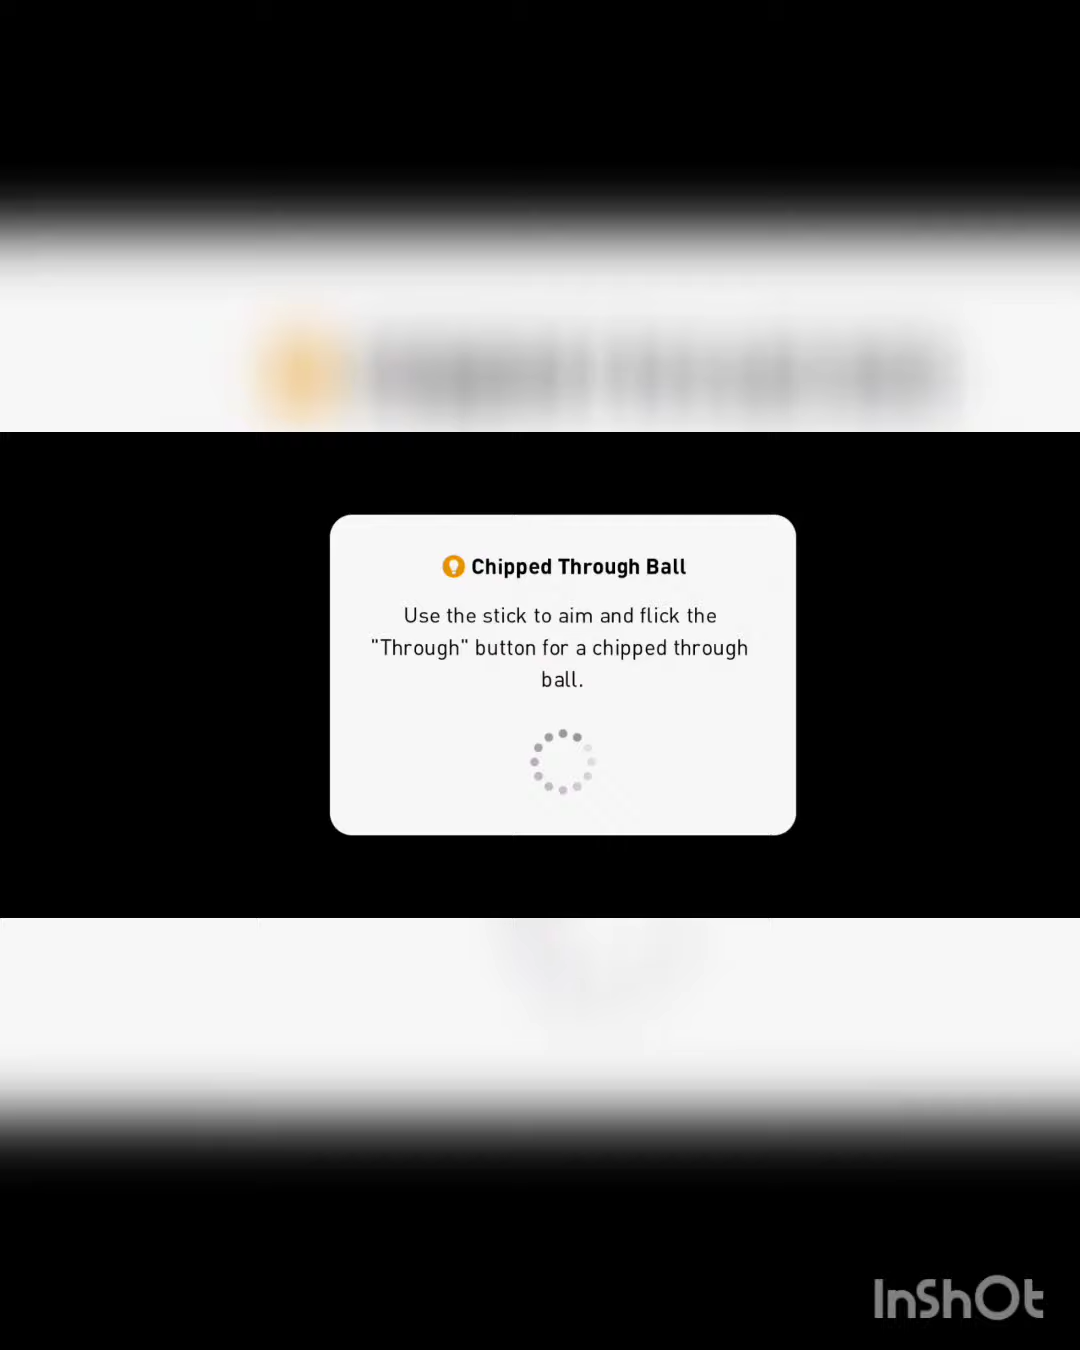 Chipped Through Ball
Use the stick to aim and flick the
"Through" button for a chipped through
ball.
InShOt